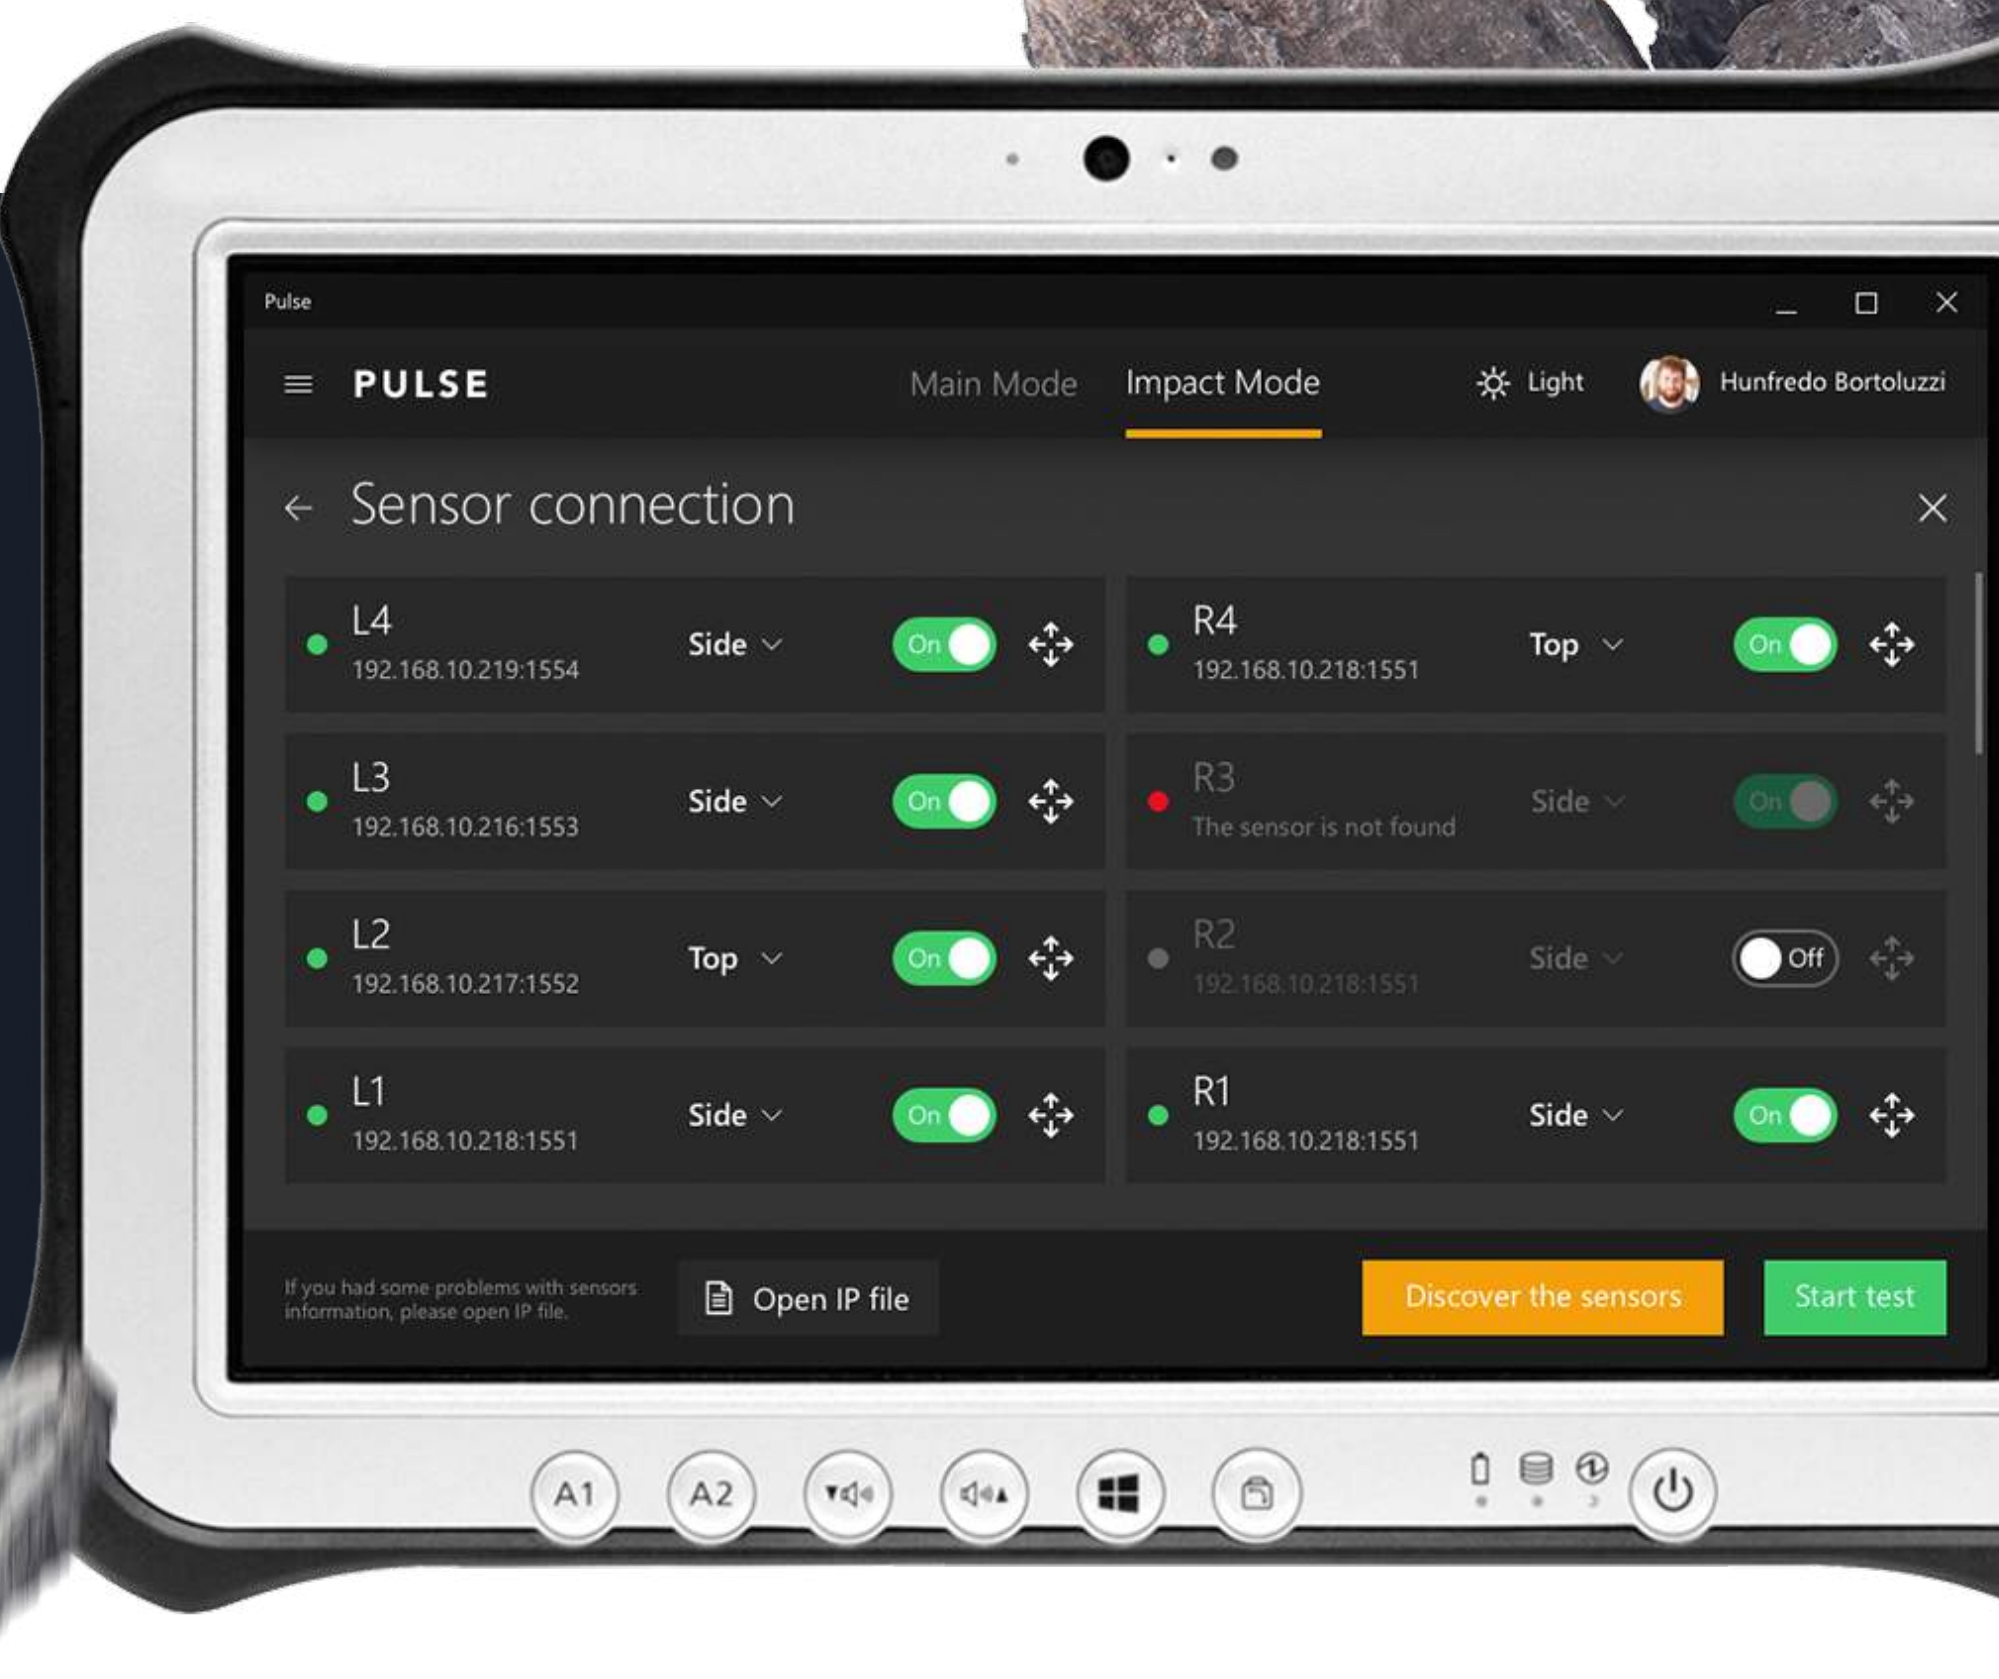 Pulse
PULSE
Main Mode
Impact Mode
Light
Hunfredo Bortoluzzi
Sensor connection
L4
192.168.10.219:1554
Side
On
R4
192.168.10.218:1551
Top
On
L3
192.168.10.216:1553
Side
On
R3
The sensor is not found
Side
On
L2
192.168.10.217:1552
Top
On
R2
192.168.10.218:1551
Side
Off
L1
192.168.10.218:1551
Side
On
R1
192.168.10.218:1551
Side
On
If you had some problems with sensors
information, please open IP file.
Open IP file
Discover the sensors
Start test
A1
A2